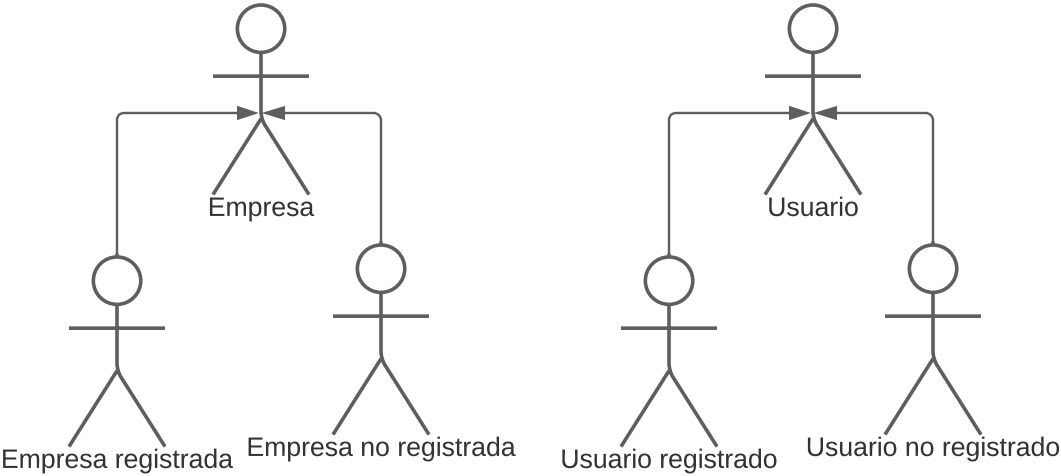 Empresa
Usuario
Empresa registrada
Empresa no registrada
Usuario registrado
Usuario no registrado